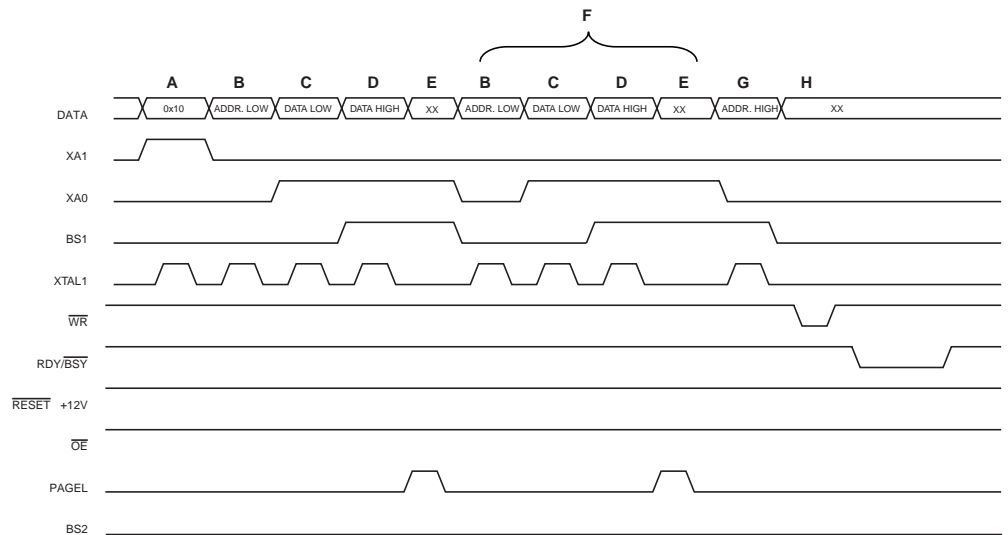 F
A B C D E B C D E G H
DATA 0x10 ADDR. LOW DATA LOW DATA HIGH XX ADDR. LOW DATA LOW DATA HIGH XX ADDR. HIGH XX
XA1
XA0
BS1
XTAL1
WR
RDY/BSY
RESET +12V
OE
PAGEL
BS2